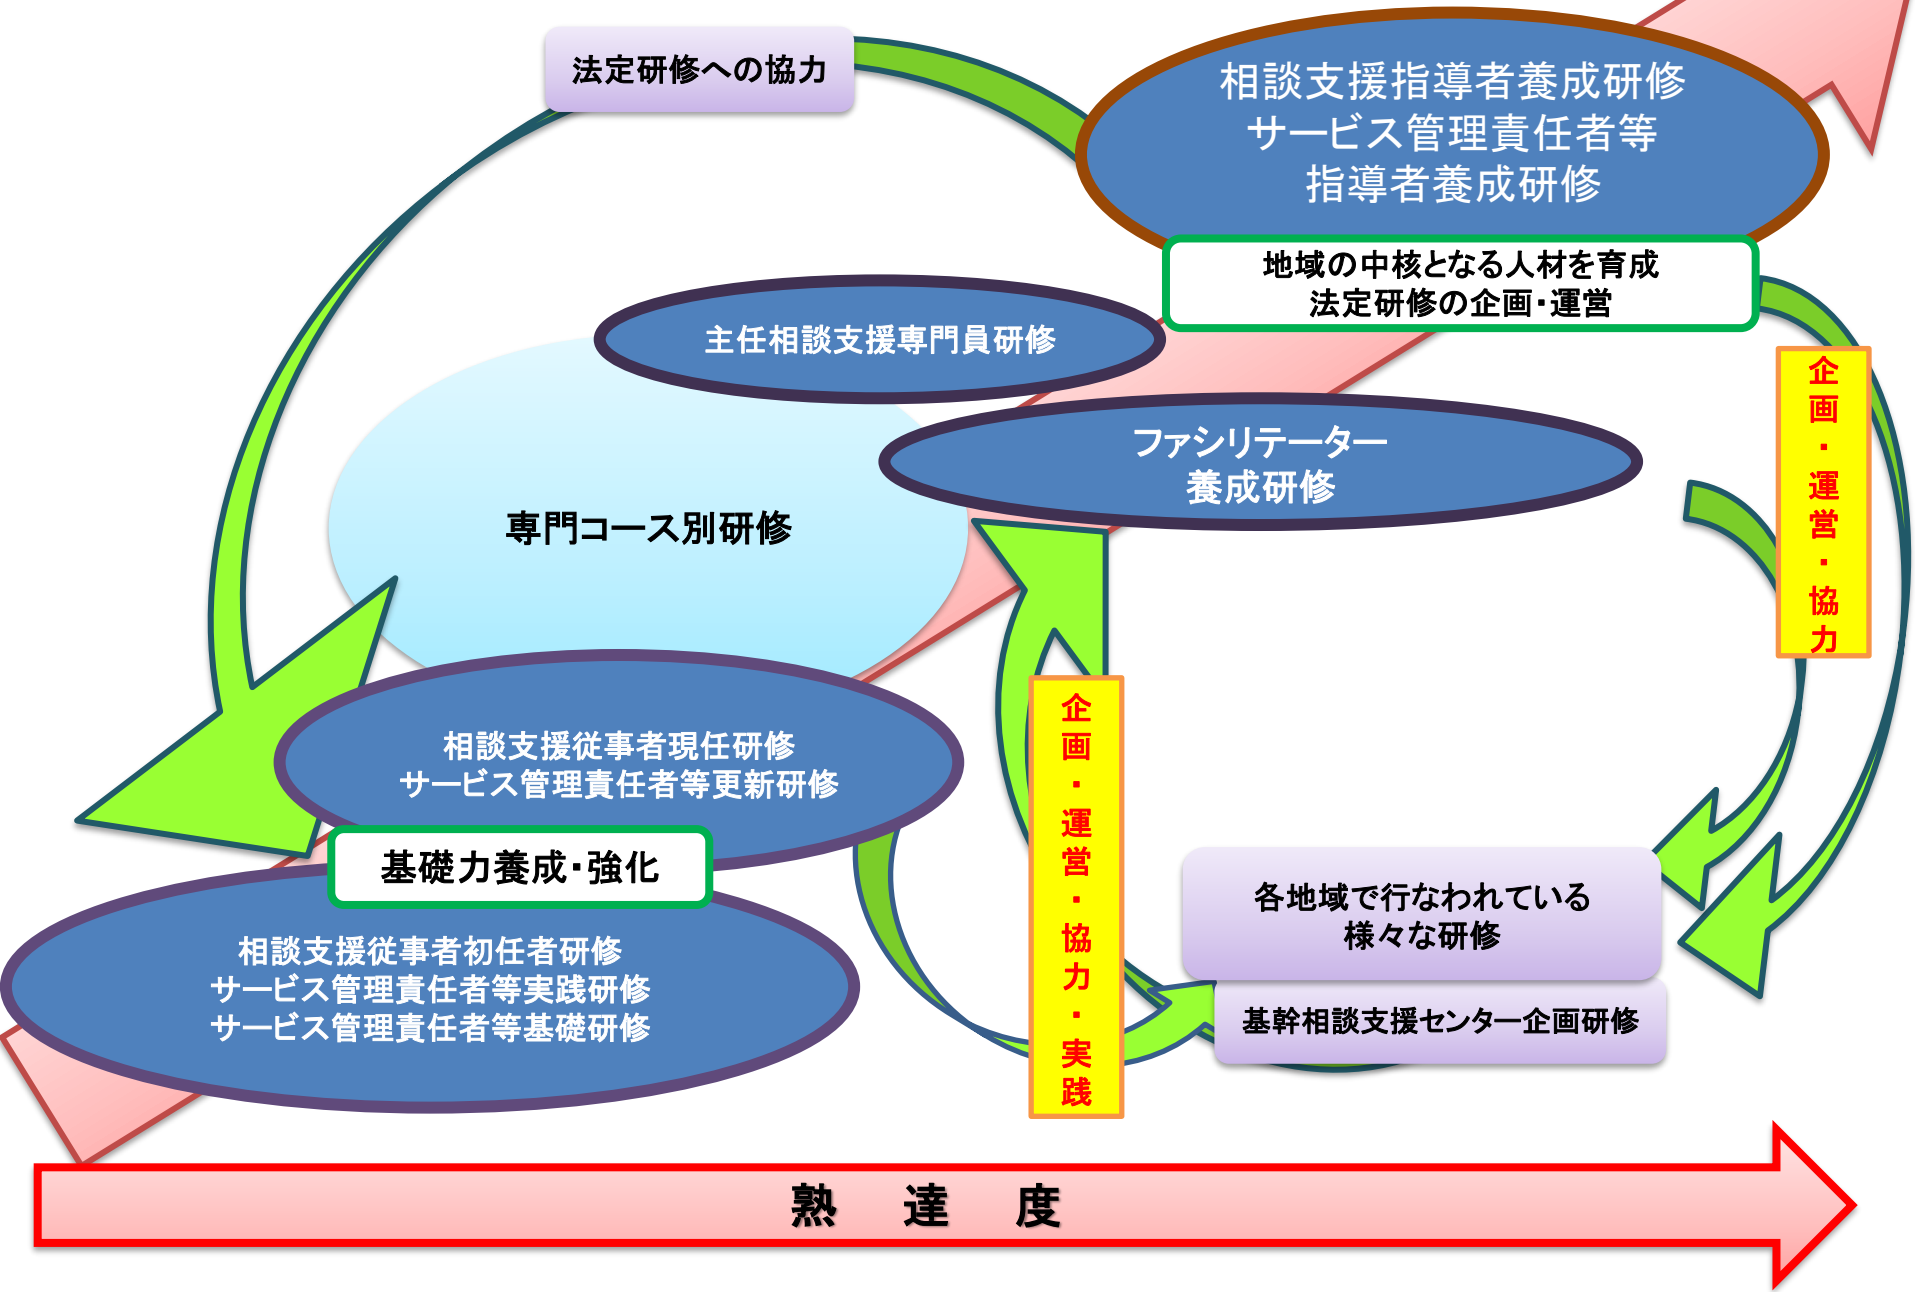 法定研修への協力
相談支援指導者養成研修
サービス管理責任者等
指導者養成研修
地域の中核となる人材を育成
法定研修の企画・運営
主任相談支援専門員研修
ファシリテーター
養成研修
企画・運営・協力
専門コース別研修
相談支援従事者現任研修
サービス管理責任者等更新研修
基礎力養成・強化
企画・運営・協力・実践
相談支援従事者初任者研修
サービス管理責任者等実践研修
サービス管理責任者等基礎研修
各地域で行なわれている
様々な研修
基幹相談支援センター企画研修
熟 達 度